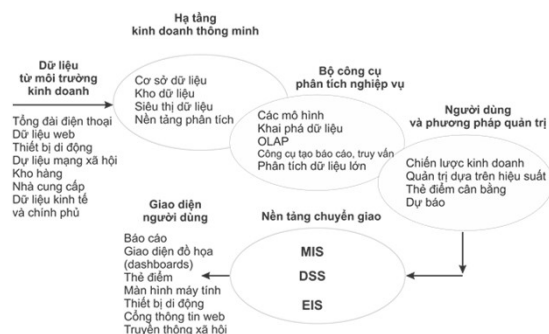 Hạ tầng
kinh doanh thông minh
Dữ liệu
từ môi trường
kinh doanh
Tổng đài điện thoại
Dữ liệu web
Thiết bị di động
Dự liệu mạng xã hội
Kho hàng
Nhà cung cấp
Dữ liệu kinh tế
và chính phủ
Cơ sở dữ liệu
Kho dữ liệu
Siêu thị dữ liệu
Nền tảng phân tích
Bộ công cụ
phân tích nghiệp vụ
Các mô hình
Khai phá dữ liệu
OLAP
Công cụ tạo báo cáo, truy vấn
Phân tích dữ liệu lớn
Người dùng
và phương pháp quản trị
Chiến lược kinh doanh
Quản trị dựa trên hiệu suất
Thẻ điểm cân bằng
Dự báo
Nền tảng chuyển giao
MIS
DSS
EIS
Giao diện
người dùng
Báo cáo
Giao diện đồ họa
(dashboards)
Thẻ điểm
Màn hình máy tính
Thiết bị di động
Cổng thông tin web
Truyền thông xã hội